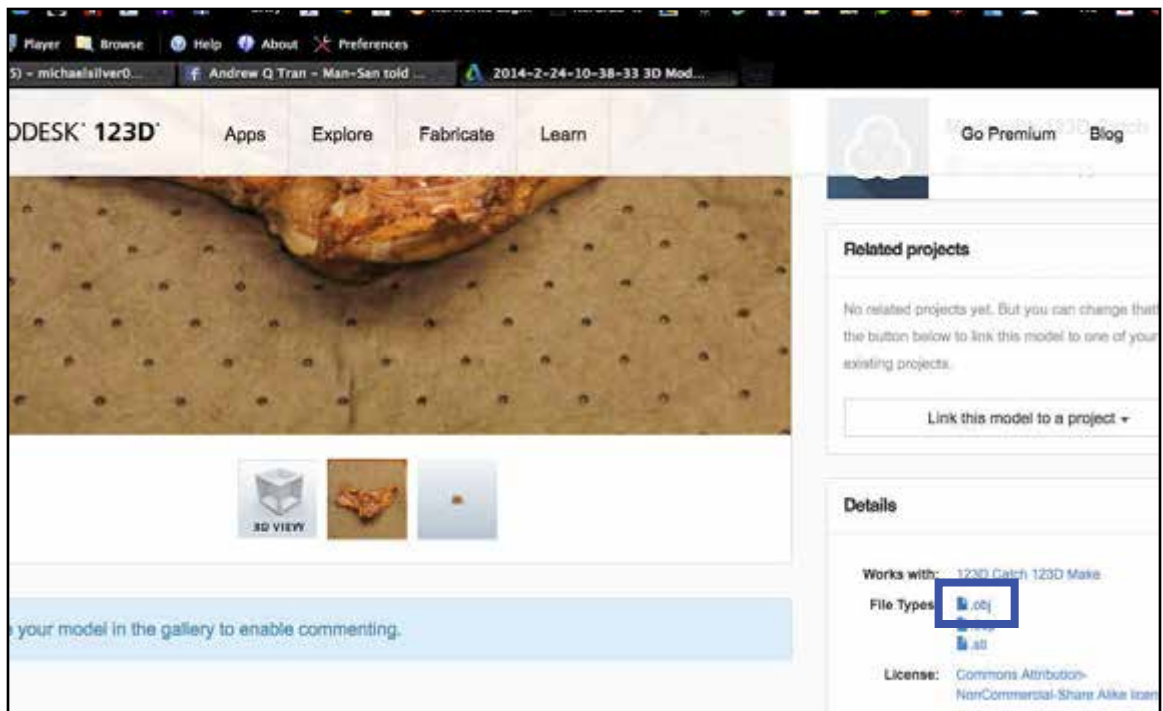 Player Browse Help About Preferences
5) - michaelsilver0... Andrew Q Tran - Man-San told ... 2014-2-24-10-38-33 3D Mod...
ODESK 123D Apps Explore Fabricate Learn Go Premium Blog
Related projects
No related projects yet. But you can change that
the button below to link this model to one of your
existing projects.
Link this model to a project
3D VIEW
Details
Works with: 123D Catch 123D Make
File Types .obj
.stl
your model in the gallery to enable commenting.
License: Commons Attribution-
NonCommercial-Share Alike